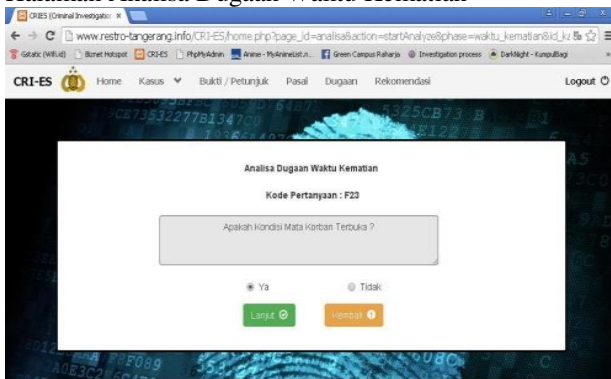 Halaman Analisa Dugaan Waktu Kematian
CRIES (Criminal Investigation
www.restro-tangerang.info/CRI-ES/home.php?page_id=analisa&action=startAnalyze&phase=waktu_kematian&id_k
Gstatic (Wifi.id) Biznet Hotspot CRI-ES PhpMyAdmin Anime - MyAnimeList.n... Green Campus Raharja Investigation process DarkNight - KumpulBagi
CRI-ES Home Kasus Bukti / Petunjuk Pasal Dugaan Rekomendasi Logout
Analisa Dugaan Waktu Kematian
Kode Pertanyaan : F23
Apakah Kondisi Mata Korban Terbuka ?
Ya Tidak
Lanjut Kembali